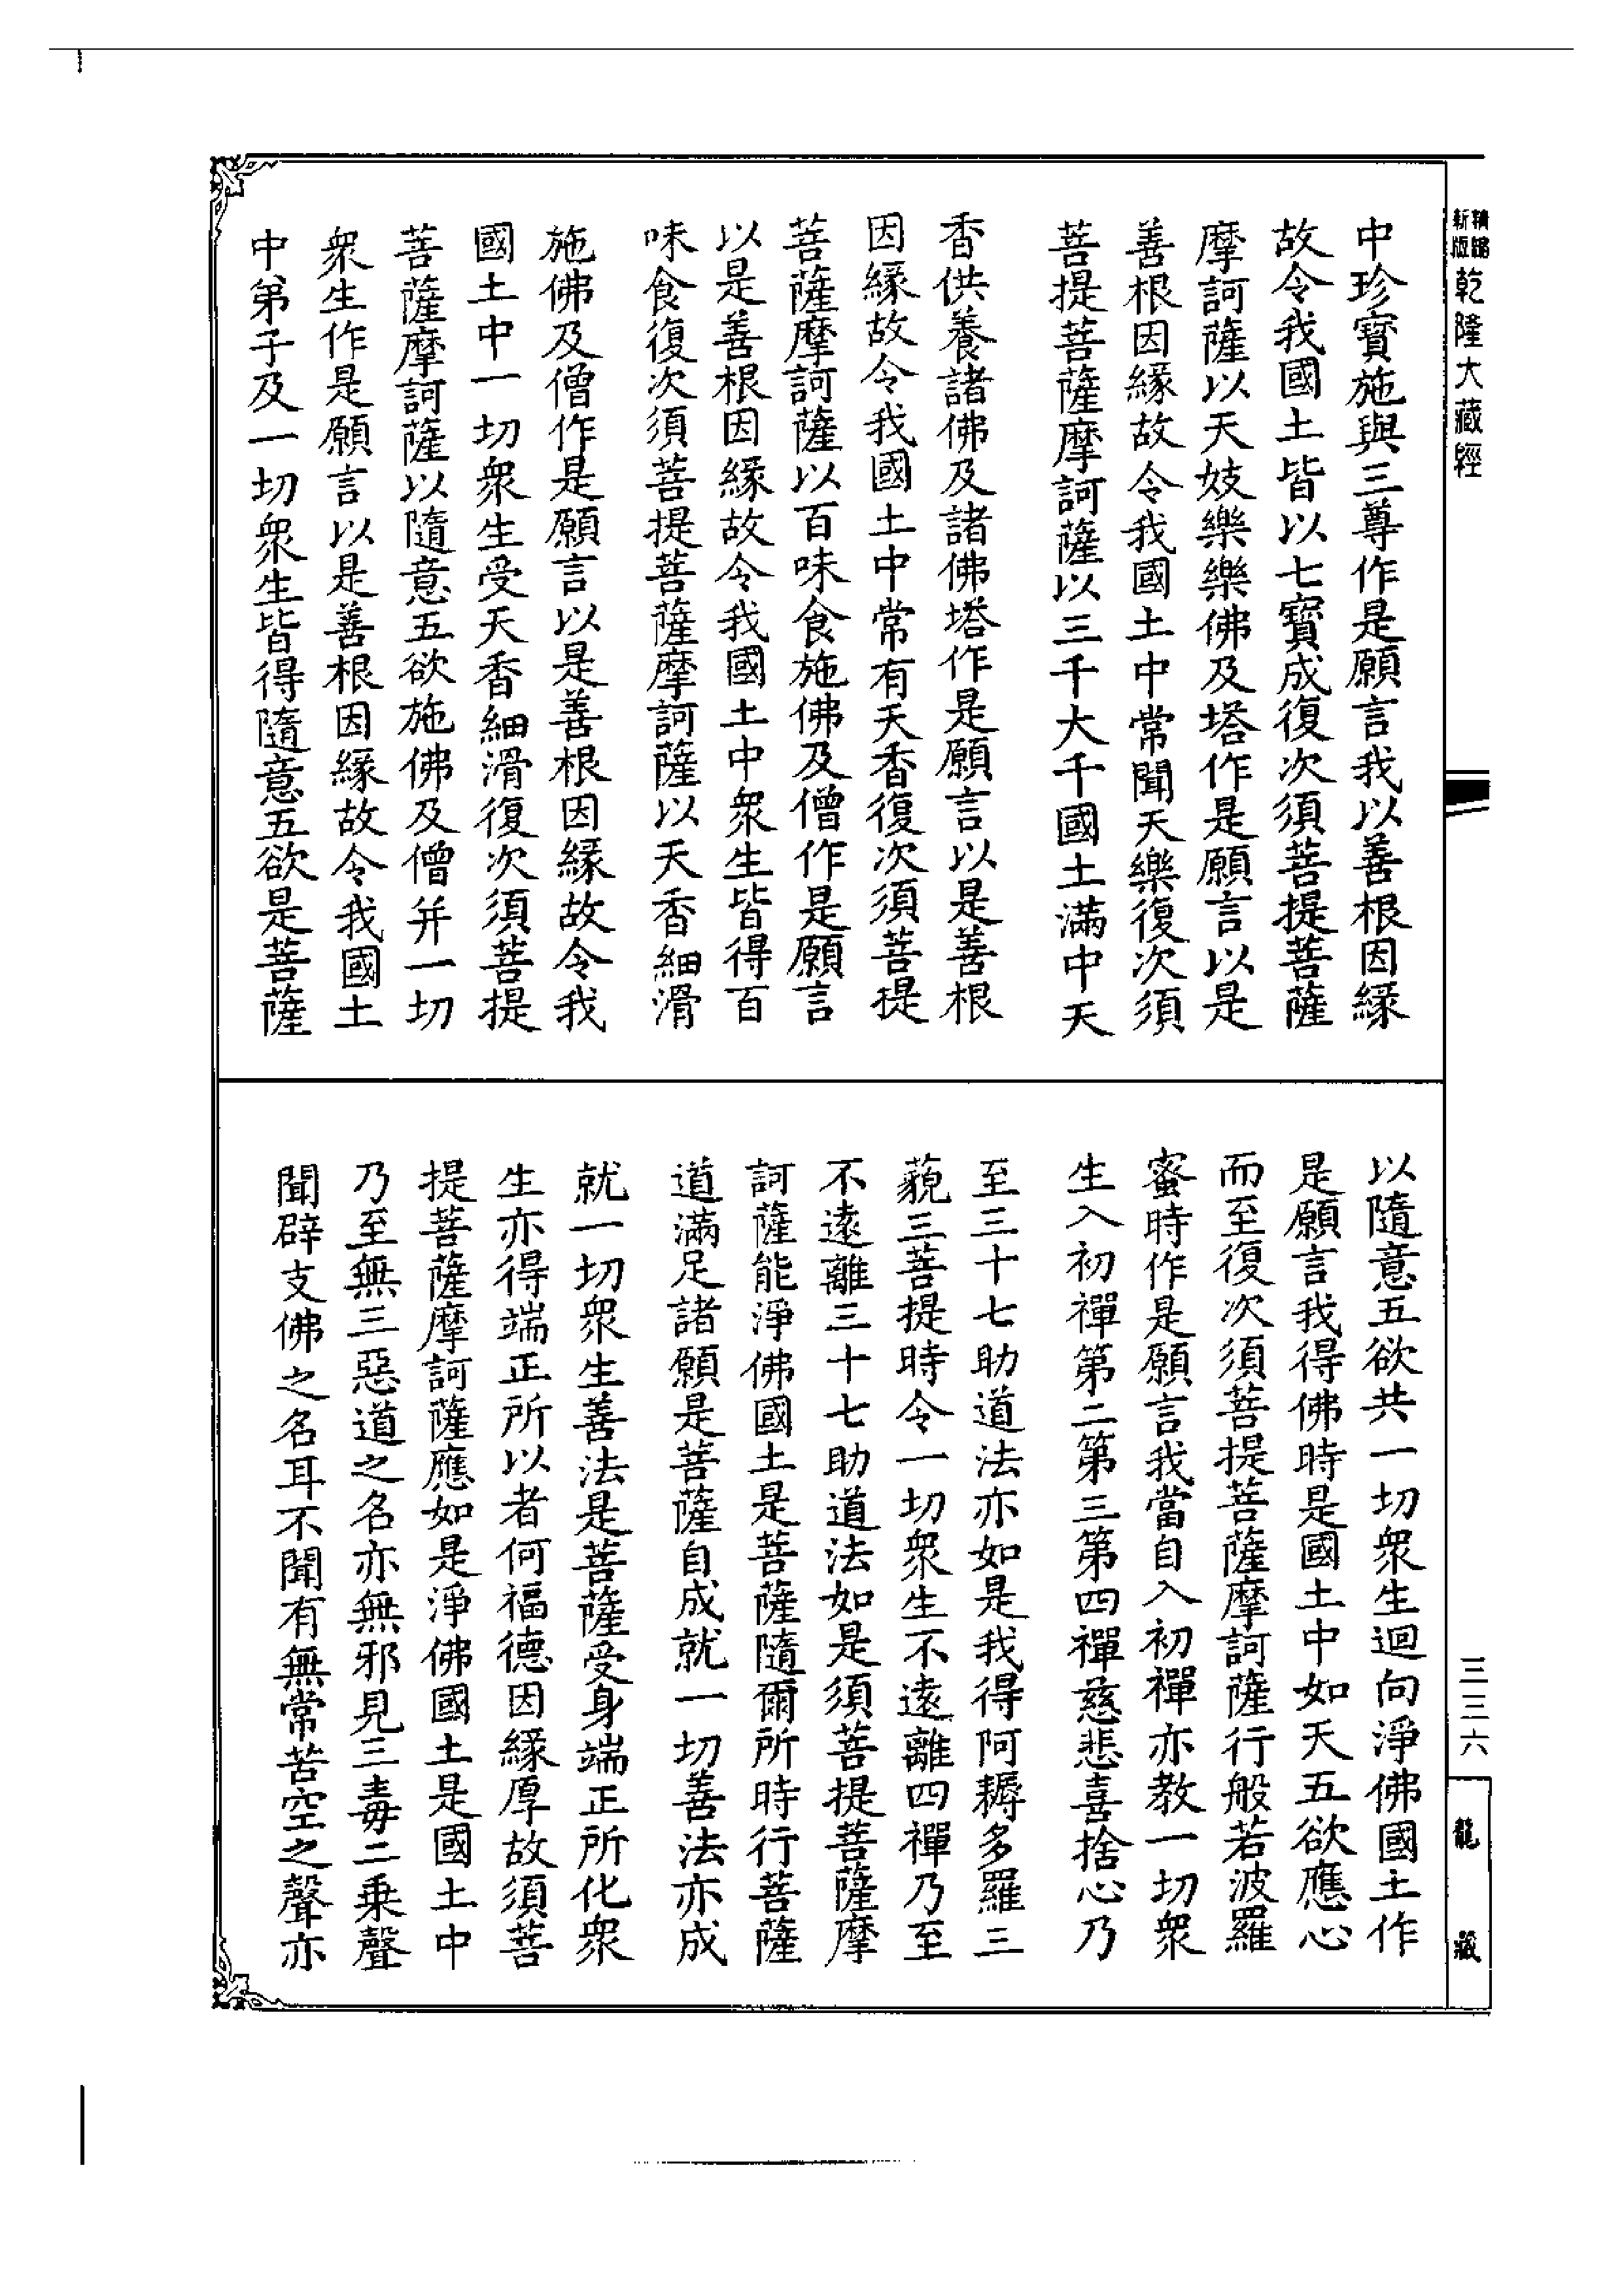 新版精縮乾隆大藏經
中珍寶施與三尊作是願言我以善根因緣
故令我國土皆以七寶成復次須菩提菩薩
摩訶薩以天妓樂樂佛及塔作是願言以是
善根因緣故令我國土中常聞天樂復次須
菩提菩薩摩訶薩以三千大千國土滿中天
香供養諸佛及諸佛塔作是願言以是善根
因緣故令我國土中常有天香復次須菩提
菩薩摩訶薩以百味食施佛及僧作是願言
以是善根因緣故令我國土中衆生皆得百
味食復次須菩提菩薩摩訶薩以天香細滑
施佛及僧作是願言以是善根因緣故令我
國土中一切衆生受天香細滑復次須菩提
菩薩摩訶薩以隨意五欲施佛及僧并一切
衆生作是願言以是善根因緣故令我國土
中弟子及一切衆生皆得隨意五欲是菩薩
以隨意五欲共一切衆生迴向淨佛國土作
是願言我得佛時是國土中如天五欲應心
而至復次須菩提菩薩摩訶薩行般若波羅
蜜時作是願言我當自入初禪亦教一切衆
生入初禪第二第三第四禪慈悲喜捨心乃
至三十七助道法亦如是我得阿耨多羅三
藐三菩提時令一切衆生不遠離四禪乃至
不遠離三十七助道法如是須菩提菩薩摩
訶薩能淨佛國土是菩薩隨爾所時行菩薩
道滿足諸願是菩薩自成就一切善法亦成
就一切衆生善法是菩薩受身端正所化衆
生亦得端正所以者何福德因緣厚故須菩
提菩薩摩訶薩應如是淨佛國土是國土中
乃至無三惡道之名亦無邪見三毒二乘聲
聞辟支佛之名耳不聞有無常苦空之聲亦
三三六
龍藏